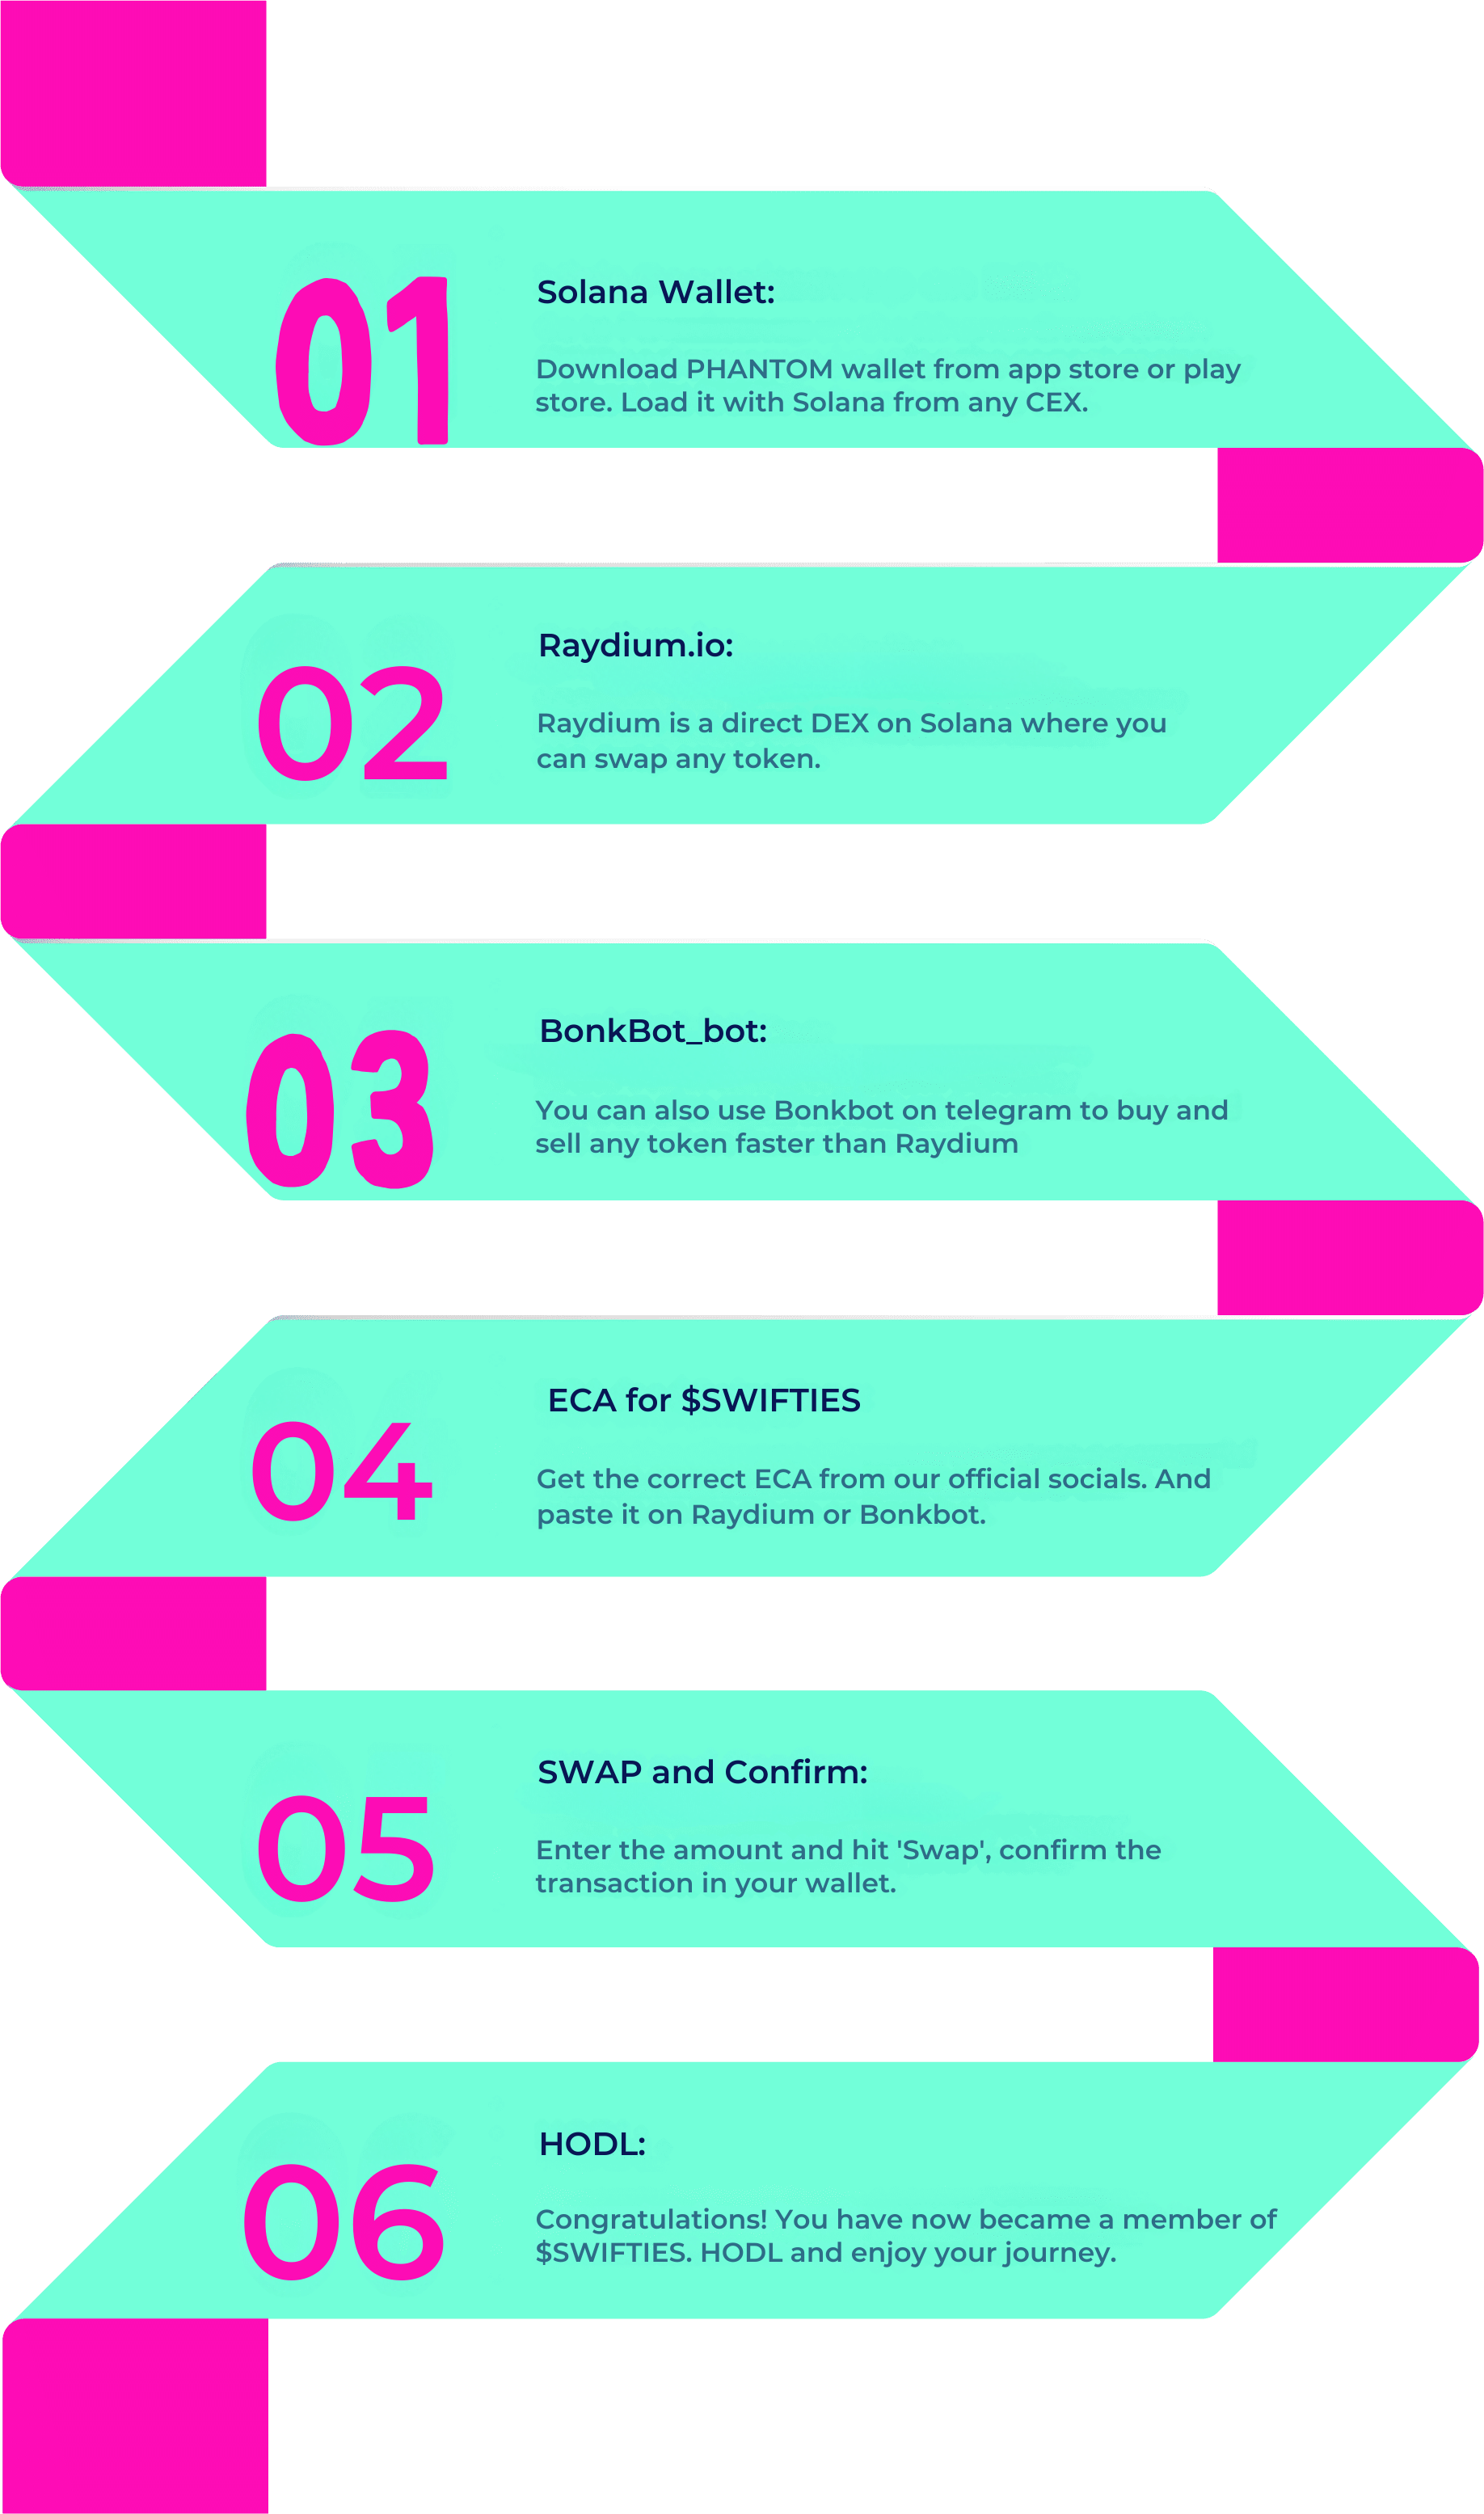 01
Solana Wallet:
Download PHANTOM wallet from app store or play
store. Load it with Solana from any CEX.
02
Raydium.io:
Raydium is a direct DEX on Solana where you
can swap any token.
03
BonkBot_bot:
You can also use Bonkbot on telegram to buy and
sell any token faster than Raydium
04
ECA for $SWIFTIES
Get the correct ECA from our official socials. And
paste it on Raydium or Bonkbot.
05
SWAP and Confirm:
Enter the amount and hit 'Swap', confirm the
transaction in your wallet.
06
HODL:
Congratulations! You have now became a member of
$SWIFTIES. HODL and enjoy your journey.